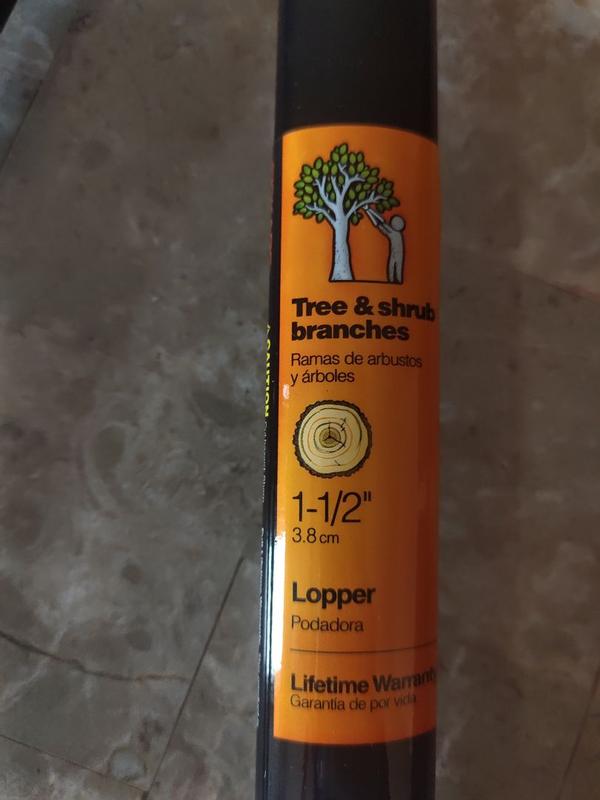 Tree & shrub
branches
Ramas de arbustos
y árboles
1-1/2"
3.8 cm
Lopper
Podadora
Lifetime Warranty
Garantía de por vida
CAUTION